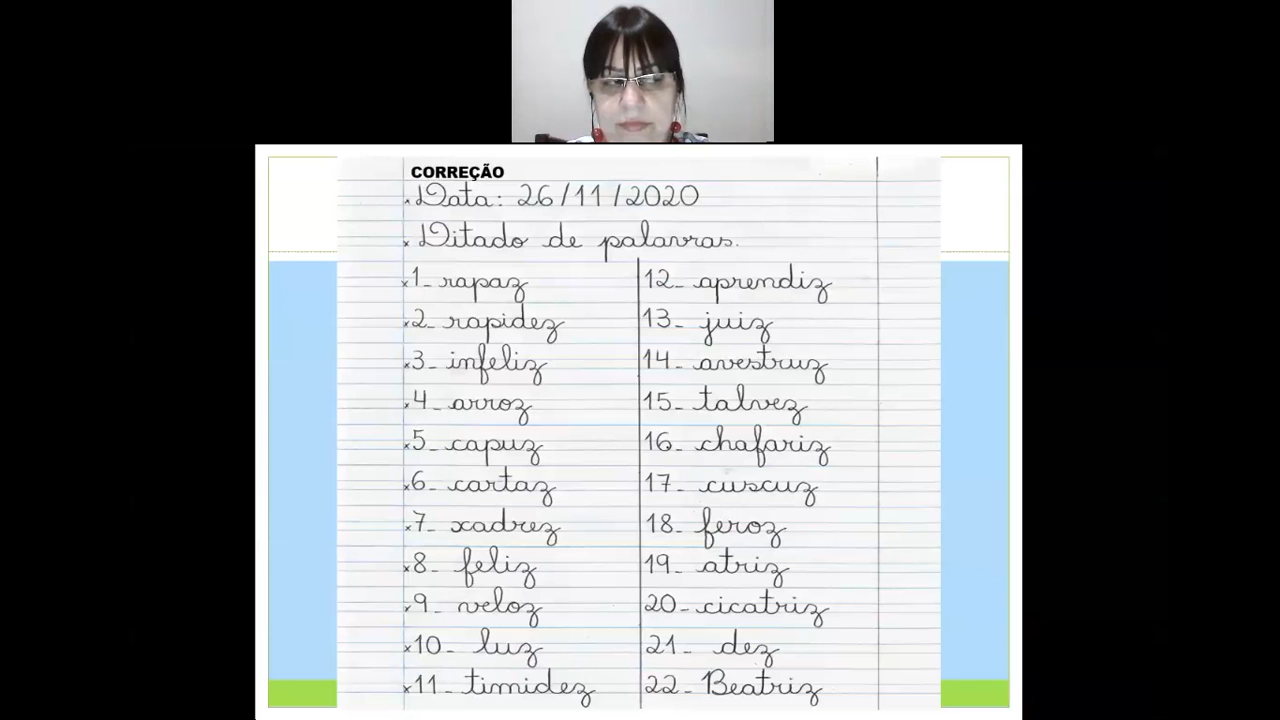 CORREÇÃO
Data: 26/11/2020
Ditado de palavras.
1- rapaz
2- rapidez
3- infeliz
4- arroz
5- capuz
6- cartaz
7- xadrez
8- feliz
9- veloz
10- luz
11- timidez
12- aprendiz
13- juiz
14- avestruz
15- talvez
16- chafariz
17- cuscuz
18- feroz
19- atriz
20- cicatriz
21- dez
22- Beatriz